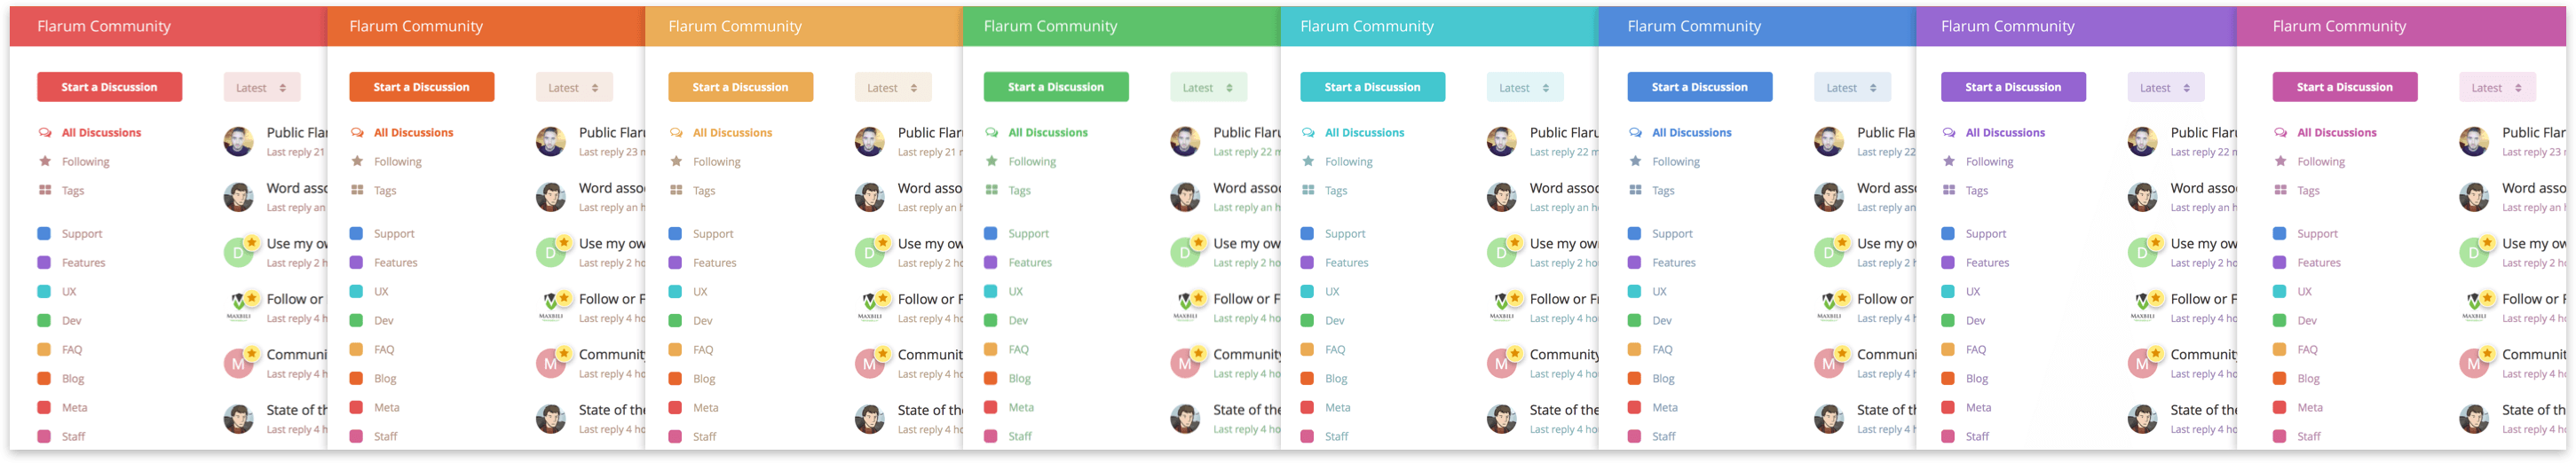 Flarum Community
Start a Discussion
Latest
All Discussions
Following
Tags
Support
Features
UX
Dev
FAQ
Blog
Meta
Staff
Public Flar
Last reply 21
Word asso
Last reply an
D
Use my ow
Last reply 2 h
MAXBILI
Follow or
Last reply 4 h
M
Communi
Last reply 4 h
State of th
Last reply 4 h
Flarum Community
Start a Discussion
Latest
All Discussions
Following
Tags
Support
Features
UX
Dev
FAQ
Blog
Meta
Staff
Public Flaru
Last reply 23 m
Word assoc
Last reply an h
D
Use my ow
Last reply 2 ho
MAXBILI
Follow or F
Last reply 4 ho
M
Community
Last reply 4 ho
State of the
Last reply 4 ho
Flarum Community
Start a Discussion
Latest
All Discussions
Following
Tags
Support
Features
UX
Dev
FAQ
Blog
Meta
Staff
Public Flaru
Last reply 21 m
Word assoc
Last reply an h
D
Use my ow
Last reply 2 ho
MAXBILI
Follow or F
Last reply 4 ho
M
Communit
Last reply 4 ho
State of the
Last reply 4 ho
Flarum Community
Start a Discussion
Latest
All Discussions
Following
Tags
Support
Features
UX
Dev
FAQ
Blog
Meta
Staff
Public Flaru
Last reply 22 m
Word assoc
Last reply an h
D
Use my own
Last reply 2 ho
MAXBILI
Follow or F
Last reply 4 ho
M
Community
Last reply 4 ho
State of the
Last reply 4 ho
Flarum Community
Start a Discussion
Latest
All Discussions
Following
Tags
Support
Features
UX
Dev
FAQ
Blog
Meta
Staff
Public Flaru
Last reply 22 m
Word assoc
Last reply an ho
D
Use my own
Last reply 2 ho
MAXBILI
Follow or Fr
Last reply 4 ho
M
Community
Last reply 4 ho
State of the
Last reply 4 ho
Flarum Community
Start a Discussion
Latest
All Discussions
Following
Tags
Support
Features
UX
Dev
FAQ
Blog
Meta
Staff
Public Fla
Last reply 22
Word asso
Last reply an
D
Use my ow
Last reply 2 h
MAXBILI
Follow or
Last reply 4 h
M
Communi
Last reply 4 h
State of th
Last reply 4 h
Flarum Community
Start a Discussion
Latest
All Discussions
Following
Tags
Support
Features
UX
Dev
FAQ
Blog
Meta
Staff
Public Flaru
Last reply 22 m
Word assoc
Last reply an h
D
Use my ow
Last reply 2 ho
MAXBILI
Follow or F
Last reply 4 ho
M
Community
Last reply 4 ho
State of the
Last reply 4 ho
Flarum Community
Start a Discussion
Latest
All Discussions
Following
Tags
Support
Features
UX
Dev
FAQ
Blog
Meta
Staff
Public Flar
Last reply 23
Word asso
Last reply an
D
Use my ow
Last reply 2 h
MAXBILI
Follow or F
Last reply 4 h
M
Communit
Last reply 4 h
State of th
Last reply 4 h